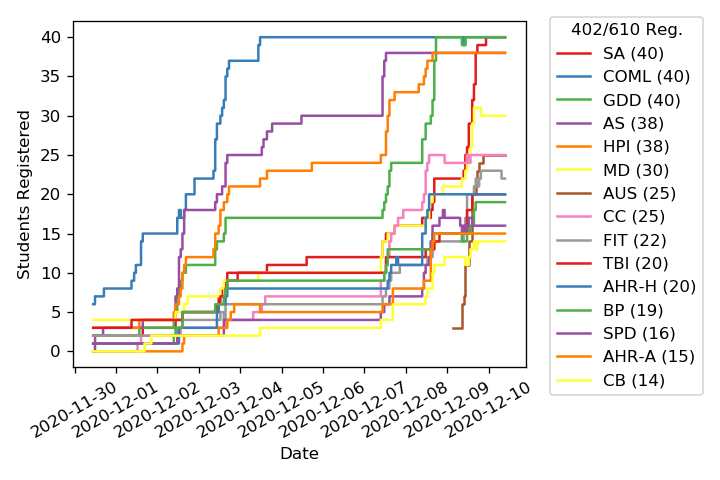 402/610 Reg.
SA (40)
COML (40)
GDD (40)
AS (38)
HPI (38)
MD (30)
AUS (25)
CC (25)
FIT (22)
TBI (20)
AHR-H (20)
BP (19)
SPD (16)
AHR-A (15)
CB (14)
Students Registered
40
35
30
25
20
15
10
5
0
2020-11-30
2020-12-01
2020-12-02
2020-12-03
2020-12-04
2020-12-05
2020-12-06
2020-12-07
2020-12-08
2020-12-09
2020-12-10
Date